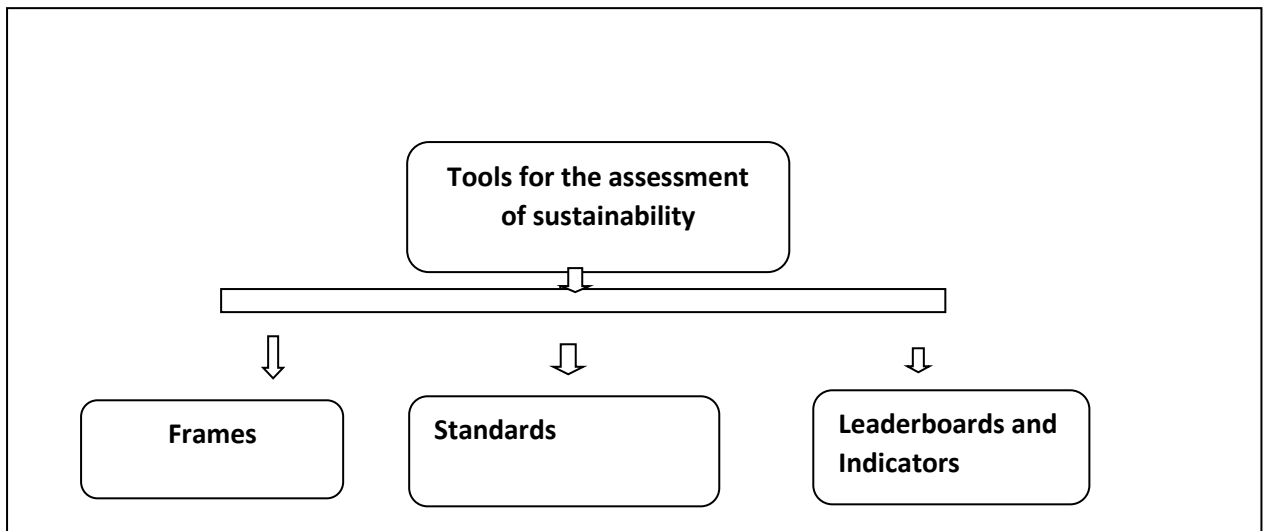 Tools for the assessment
of sustainability
Frames
Standards
Leaderboards and
Indicators